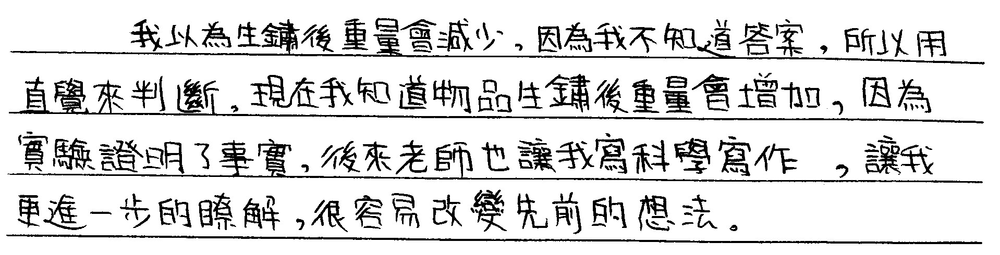 我以為生鏽後重量會減少，因為我不知道答案，所以用
直覺來判斷。現在我知道物品生鏽後重量會增加，因為
實驗證明了事實，後來老師也讓我寫科學寫作，讓我
更進一步的瞭解，很容易改變先前的想法。